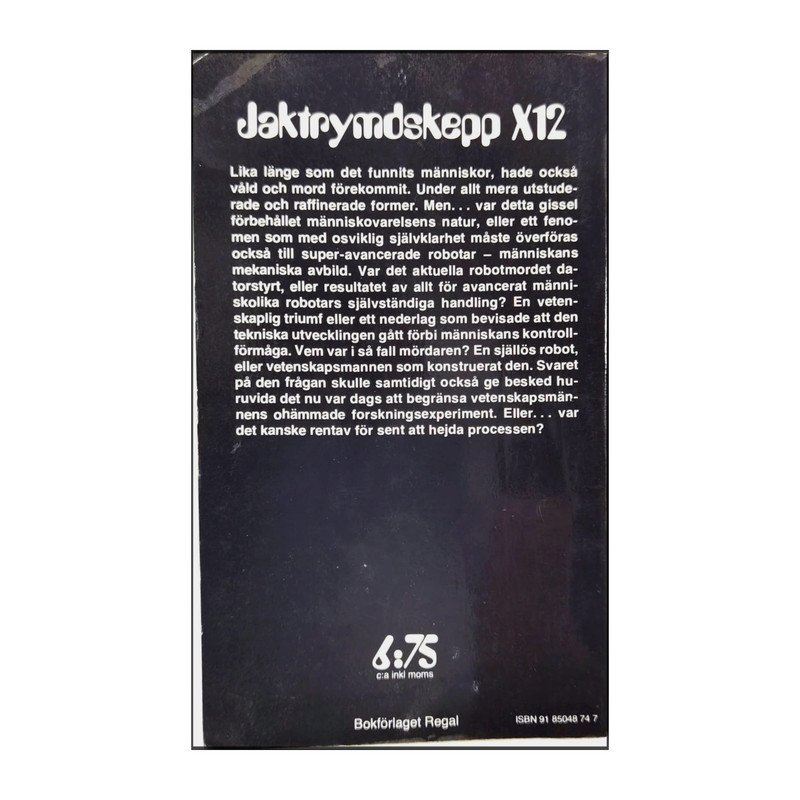 Jaktrymdskepp X12
Lika länge som det funnits människor, hade också
våld och mord förekommit. Under allt mera utstude-
rade och raffinerade former. Men... var detta gissel
förbehållet människovarelsens natur, eller ett feno-
men som med osviklig självklarhet måste överföras
också till super-avancerade robotar – människans
mekaniska avbild. Var det aktuella robotmordet da-
torstyrt, eller resultatet av allt för avancerat männi-
skolika robotars självständiga handling? En veten-
skaplig triumf eller ett nederlag som bevisade att den
tekniska utvecklingen gått förbi människans kontroll-
förmåga. Vem var i så fall mördaren? En själlös robot,
eller vetenskapsmannen som konstruerat den. Svaret
på den frågan skulle samtidigt också ge besked hu-
ruvida det nu var dags att begränsa vetenskapsmän-
nens ohämmade forskningsexperiment. Eller... var
det kanske rentav för sent att hejda processen?
6:75
c:a inkl moms
Bokförlaget Regal
ISBN 91 85048 74 7